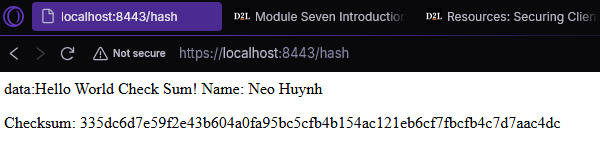 localhost:8443/hash
D2L Module Seven Introduction
D2L Resources: Securing Clien
Not secure https://localhost:8443/hash
data:Hello World Check Sum! Name: Neo Huynh
Checksum: 335dc6d7e59f2e43b604a0fa95bc5cfb4b154ac121eb6cf7fbcfb4c7d7aac4dc